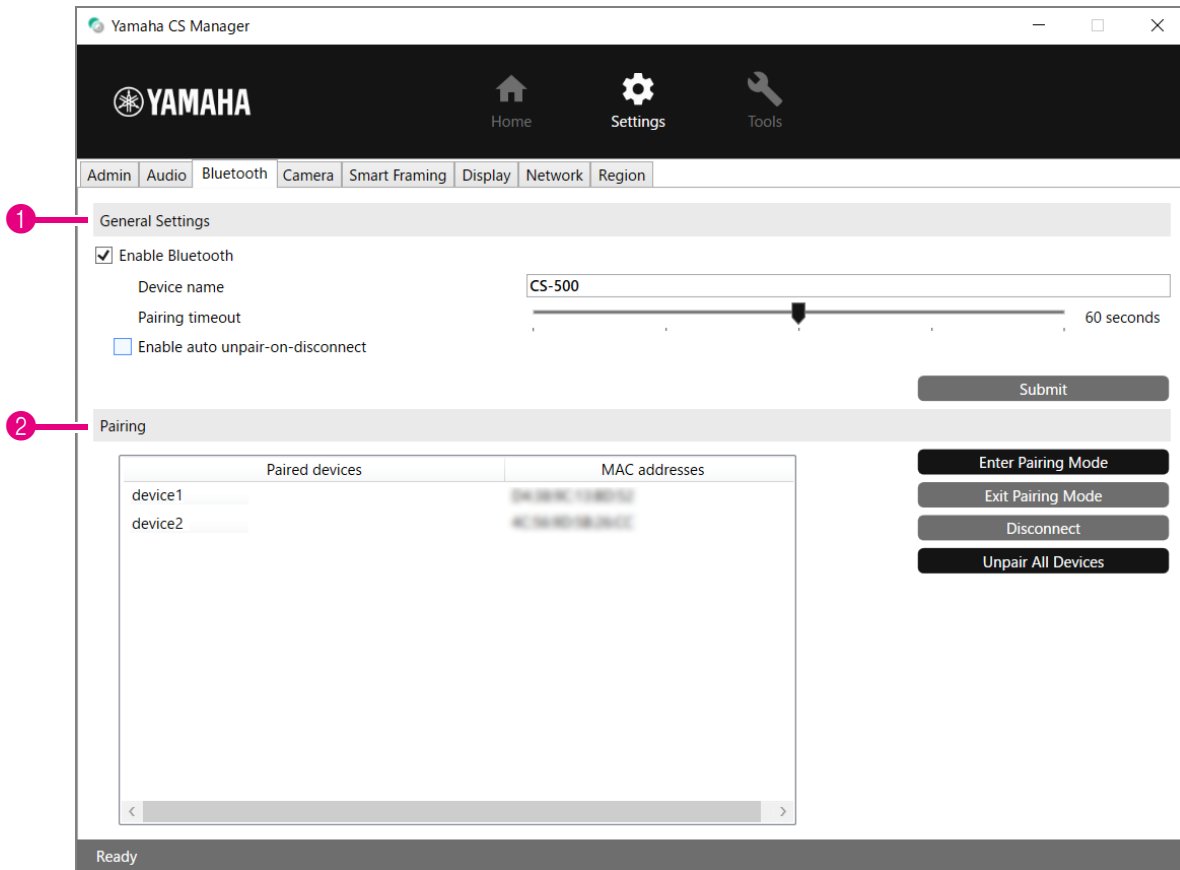 Yamaha CS Manager
YAMAHA
Home Settings Tools
Admin Audio Bluetooth Camera Smart Framing Display Network Region
1 General Settings
Enable Bluetooth
Device name CS-500
Pairing timeout 60 seconds
Enable auto unpair-on-disconnect
Submit
2 Pairing
Paired devices MAC addresses Enter Pairing Mode
device1 Exit Pairing Mode
device2 Disconnect
Unpair All Devices
Ready